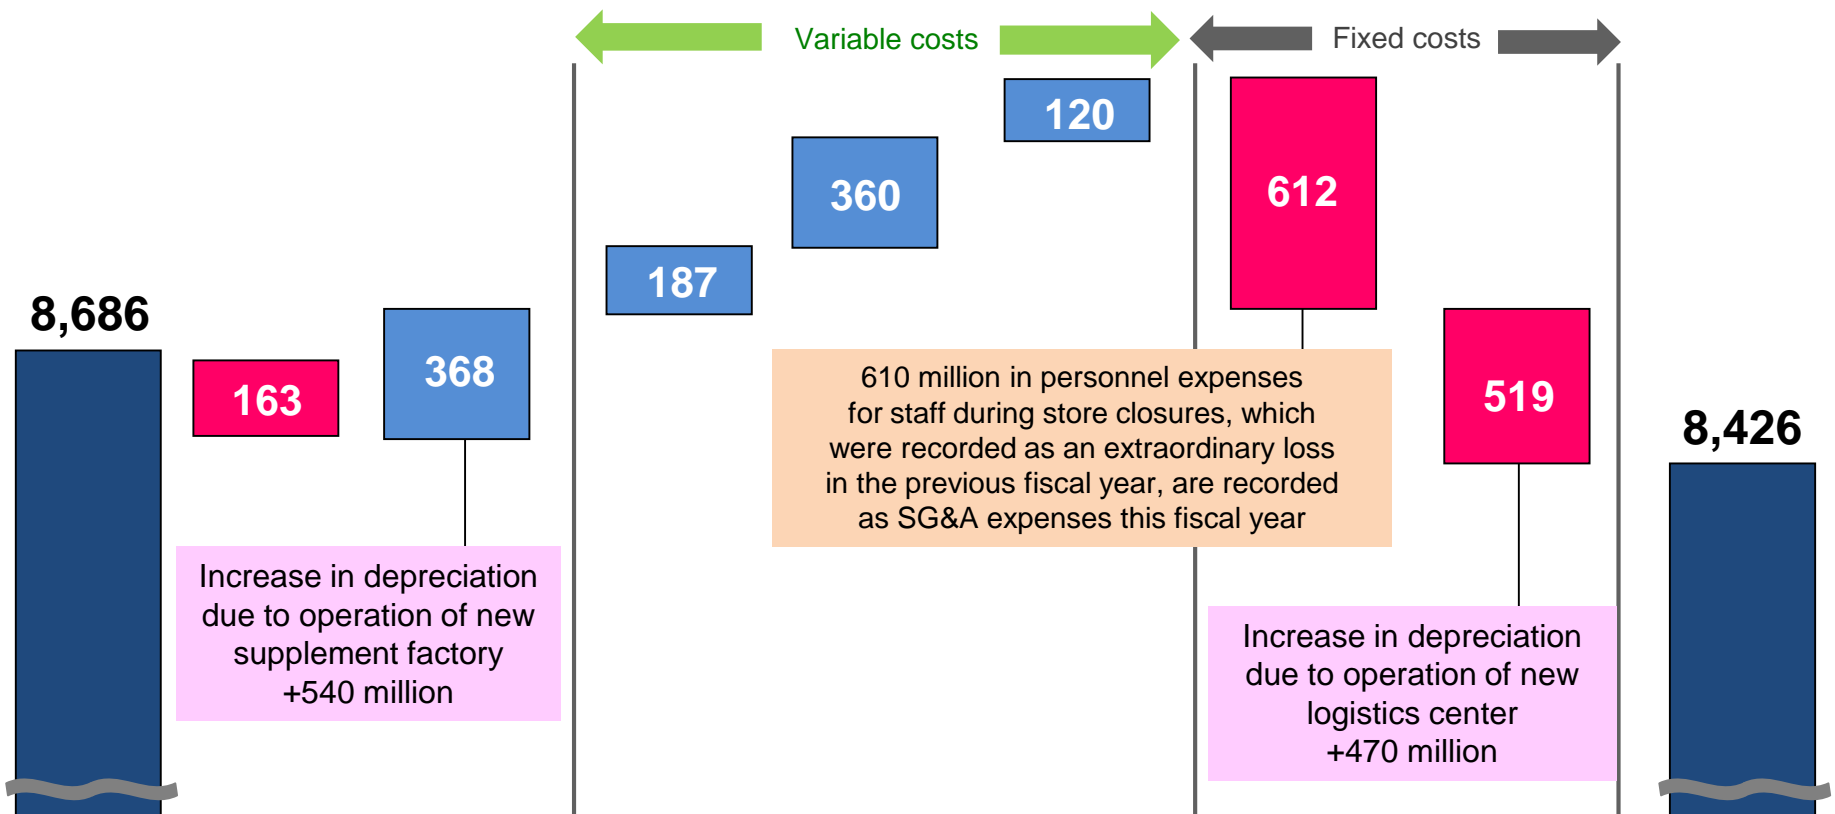 Variable costs
Fixed costs
8,686
163
368
187
360
120
612
519
8,426
Increase in depreciation
due to operation of new
supplement factory
+540 million
610 million in personnel expenses
for staff during store closures, which
were recorded as an extraordinary loss
in the previous fiscal year, are recorded
as SG&A expenses this fiscal year
Increase in depreciation
due to operation of new
logistics center
+470 million